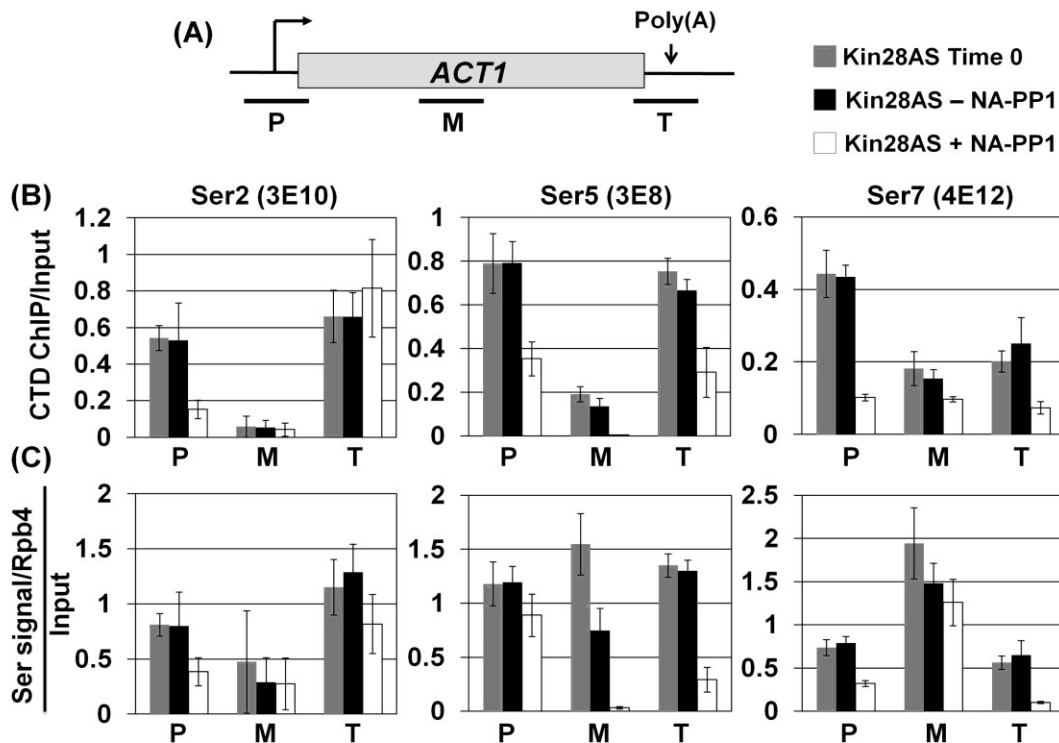 (A)
Poly(A)
ACT1
P M T
Kin28AS Time 0
Kin28AS – NA-PP1
Kin28AS + NA-PP1
(B)
Ser2 (3E10)
Ser5 (3E8)
Ser7 (4E12)
CTD ChIP/Input
1.2
1
0.8
0.6
0.4
0.2
0
P M T
1
0.8
0.6
0.4
0.2
0
P M T
0.6
0.4
0.2
0
P M T
(C)
Ser signal/Rpb4
Input
2
1.5
1
0.5
0
P M T
2
1.5
1
0.5
0
P M T
2.5
2
1.5
1
0.5
0
P M T